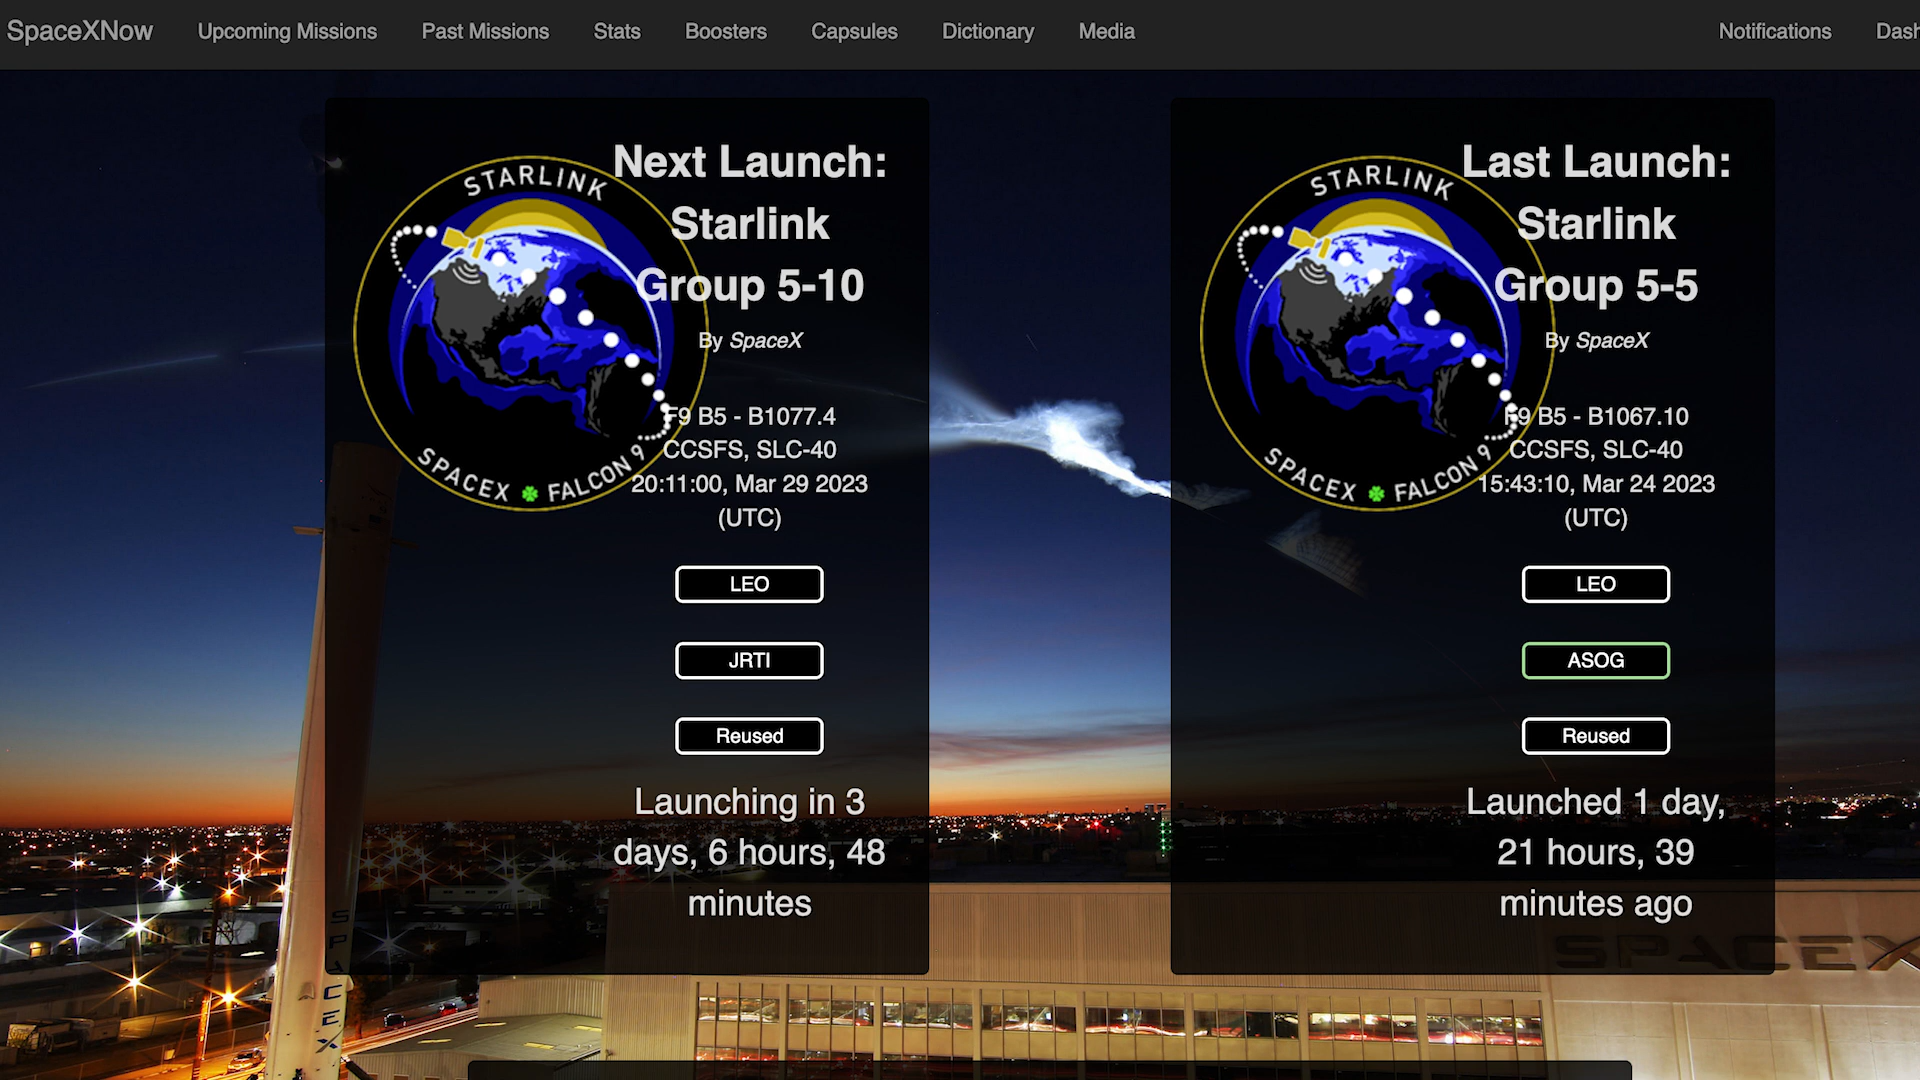 SpaceXNow Upcoming Missions Past Missions Stats Boosters Capsules Dictionary Media Notifications
STARLINK
SPACEX FALCON 9
Next Launch:
Starlink
Group 5-10
By SpaceX
F9 B5 - B1077.4
CCSFS, SLC-40
20:11:00, Mar 29 2023
(UTC)
LEO
JRTI
Reused
Launching in 3
days, 6 hours, 48
minutes
STARLINK
SPACEX FALCON 9
Last Launch:
Starlink
Group 5-5
By SpaceX
F9 B5 - B1067.10
CCSFS, SLC-40
15:43:10, Mar 24 2023
(UTC)
LEO
ASOG
Reused
Launched 1 day,
21 hours, 39
minutes ago
SPACEX
SPACEX